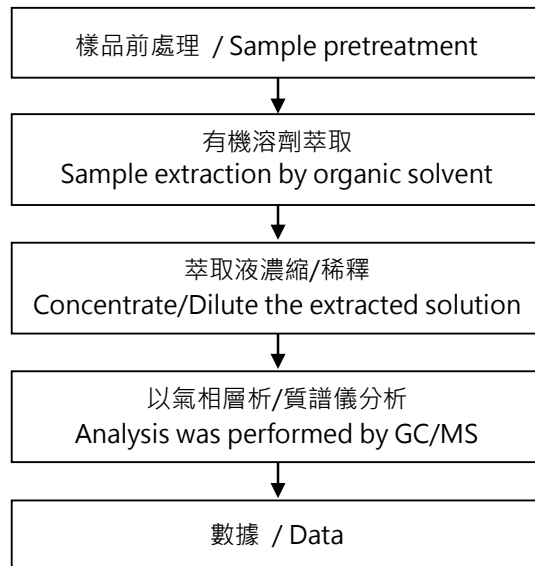 樣品前處理 / Sample pretreatment
有機溶劑萃取
Sample extraction by organic solvent
萃取液濃縮/稀釋
Concentrate/Dilute the extracted solution
以氣相層析/質譜儀分析
Analysis was performed by GC/MS
數據 / Data